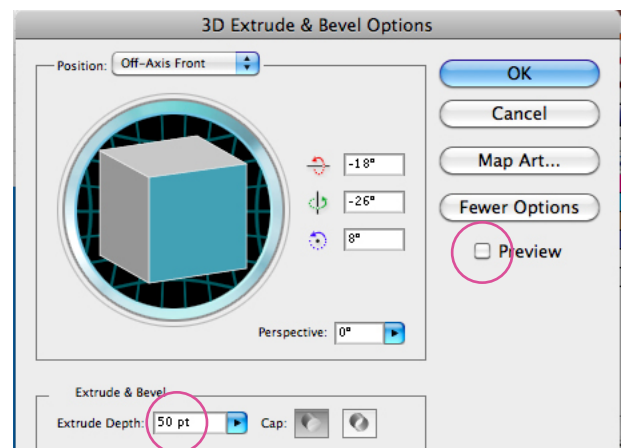 3D Extrude & Bevel Options
Position: Off-Axis Front
OK
Cancel
Map Art...
Fewer Options
Preview
-18°
-26°
8°
Perspective: 0°
Extrude & Bevel
Extrude Depth: 50 pt Cap: